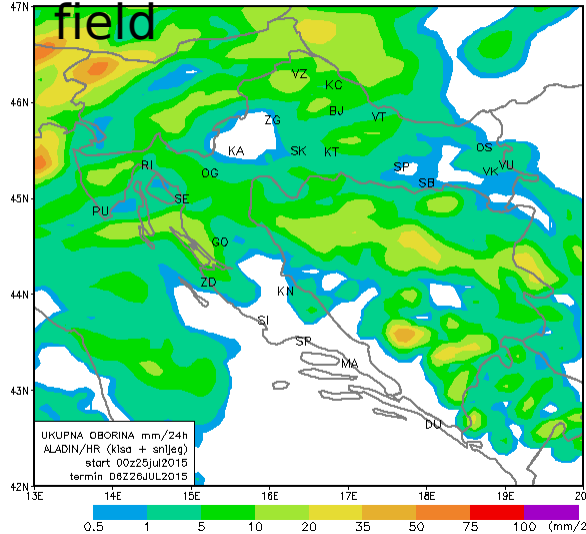 field
47N
46N
45N
44N
43N
42N
VZ
KC
BJ
ZG
VT
KA
SK
KT
OS
RI
OG
SP
VK
VU
SB
SE
PU
GO
ZD
KN
SI
SP
MA
DU
UKUPNA OBORINA mm/24h
ALADIN/HR (kisa + snijeg)
start 00z25jul2015
termin 06Z26JUL2015
13E 14E 15E 16E 17E 18E 19E 20
0.5 1 5 10 20 35 50 75 100 (mm/2